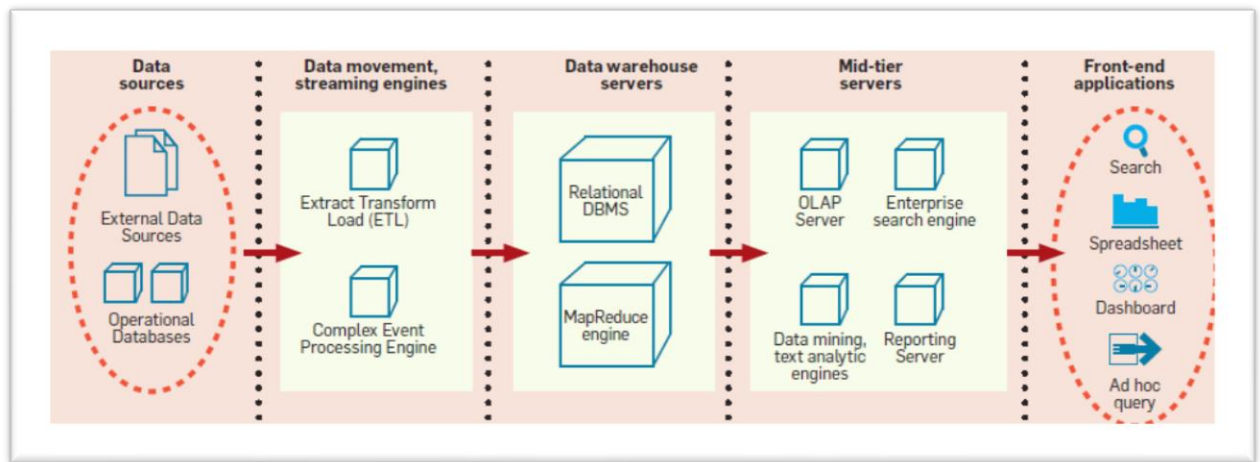 Data
sources
External Data
Sources
Operational
Databases
Data movement,
streaming engines
Extract Transform
Load (ETL)
Complex Event
Processing Engine
Data warehouse
servers
Relational
DBMS
MapReduce
engine
Mid-tier
servers
OLAP
Server
Enterprise
search engine
Data mining,
text analytic
engines
Reporting
Server
Front-end
applications
Search
Spreadsheet
Dashboard
Ad hoc
query